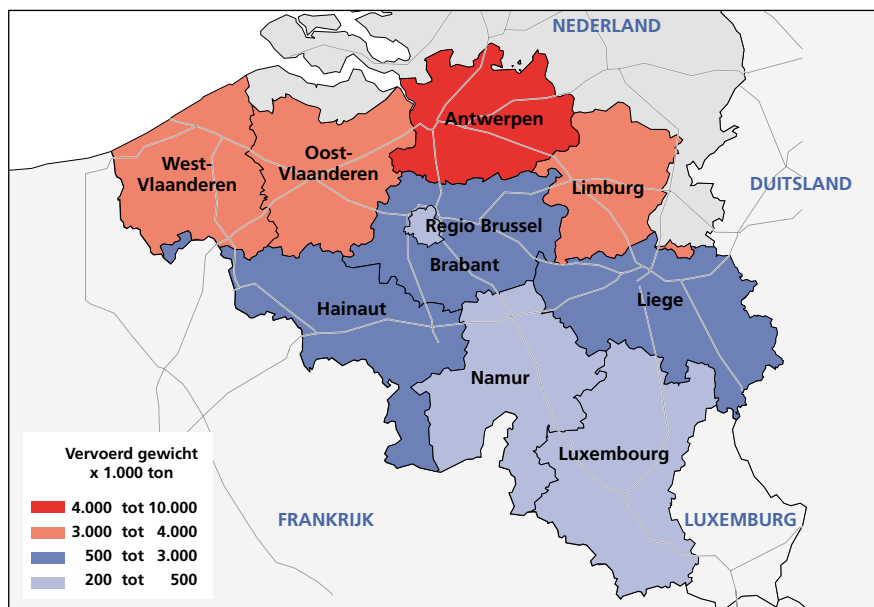 NEDERLAND
Antwerpen
West-
Vlaanderen
Oost-
Vlaanderen
Limburg
DUITSLAND
Regio Brussel
Brabant
Hainaut
Liege
Namur
Luxembourg
FRANKRIJK
LUXEMBURG
Vervoerd gewicht
x 1.000 ton
4.000 tot 10.000
3.000 tot 4.000
500 tot 3.000
200 tot 500